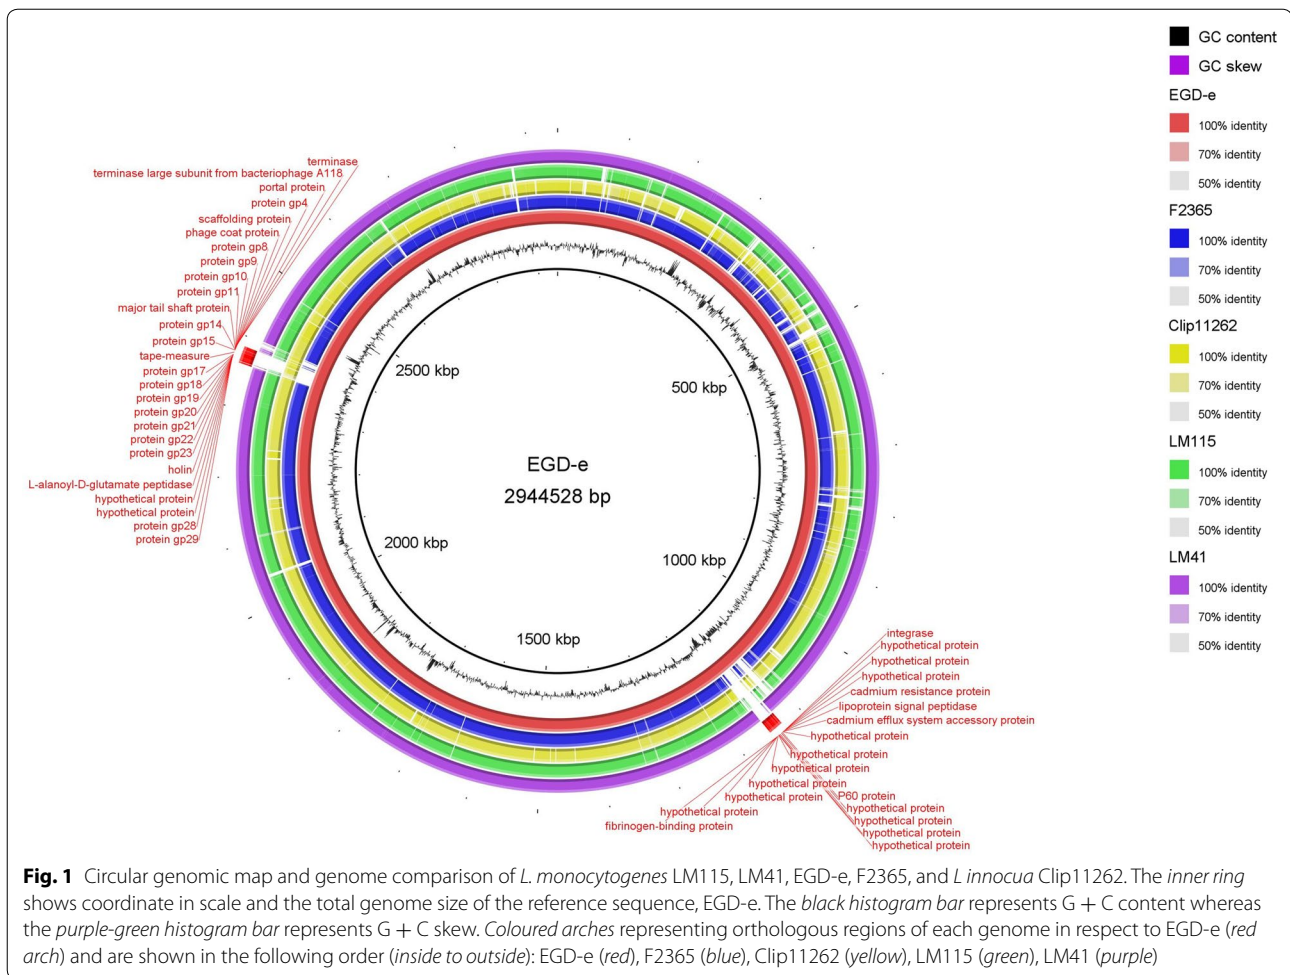 GC content
GC skew
EGD-e
100% identity
70% identity
50% identity
F2365
100% identity
70% identity
50% identity
Clip11262
100% identity
70% identity
50% identity
LM115
100% identity
70% identity
50% identity
LM41
100% identity
70% identity
50% identity
terminase
terminase large subunit from bacteriophage A118
portal protein
protein gp4
scaffolding protein
phage coat protein
protein gp8
protein gp9
protein gp10
protein gp11
major tail shaft protein
protein gp14
protein gp15
tape-measure
protein gp17
protein gp18
protein gp19
protein gp20
protein gp21
protein gp22
protein gp23
holin
L-alanoyl-D-glutamate peptidase
hypothetical protein
hypothetical protein
protein gp28
protein gp29
2500 kbp
500 kbp
EGD-e
2944528 bp
2000 kbp
1000 kbp
1500 kbp
integrase
hypothetical protein
hypothetical protein
hypothetical protein
cadmium resistance protein
lipoprotein signal peptidase
cadmium efflux system accessory protein
hypothetical protein
hypothetical protein
hypothetical protein
hypothetical protein
hypothetical protein
P60 protein
hypothetical protein
hypothetical protein
hypothetical protein
fibrinogen-binding protein
hypothetical protein
hypothetical protein
Fig. 1 Circular genomic map and genome comparison of L. monocytogenes LM115, LM41, EGD-e, F2365, and L innocua Clip11262. The inner ring
shows coordinate in scale and the total genome size of the reference sequence, EGD-e. The black histogram bar represents G + C content whereas
the purple-green histogram bar represents G + C skew. Coloured arches representing orthologous regions of each genome in respect to EGD-e (red
arch) and are shown in the following order (inside to outside): EGD-e (red), F2365 (blue), Clip11262 (yellow), LM115 (green), LM41 (purple)